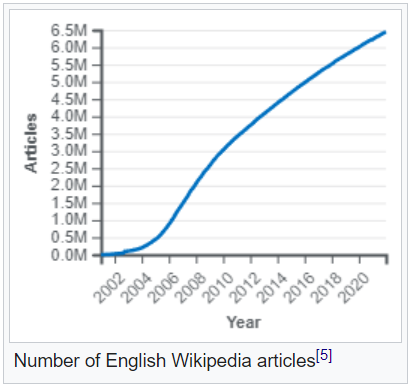 6.5M
6.0M
5.5M
5.0M
4.5M
4.0M
3.5M
3.0M
2.5M
2.0M
1.5M
1.0M
0.5M
0.0M
Articles
2002 2004 2006 2008 2010 2012 2014 2016 2018 2020
Year
Number of English Wikipedia articles[5]